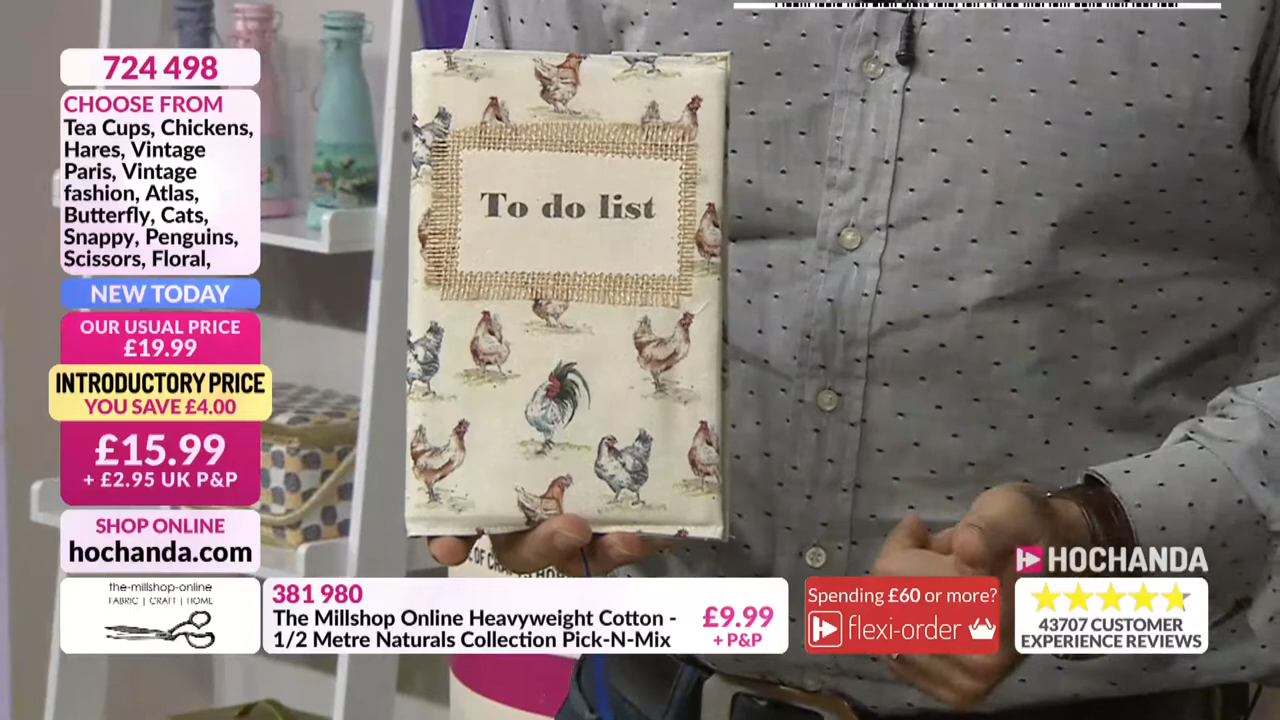 724 498
CHOOSE FROM
Tea Cups, Chickens,
Hares, Vintage
Paris, Vintage
fashion, Atlas,
Butterfly, Cats,
Snappy, Penguins,
Scissors, Floral,
NEW TODAY
OUR USUAL PRICE
£19.99
INTRODUCTORY PRICE
YOU SAVE £4.00
£15.99
+ £2.95 UK P&P
SHOP ONLINE
hochanda.com
To do list
the-millshop-online
FABRIC | CRAFT | HOME
381 980
The Millshop Online Heavyweight Cotton -
1/2 Metre Naturals Collection Pick-N-Mix
£9.99
+ P&P
Spending £60 or more?
flexi-order
HOCHANDA
43707 CUSTOMER
EXPERIENCE REVIEWS